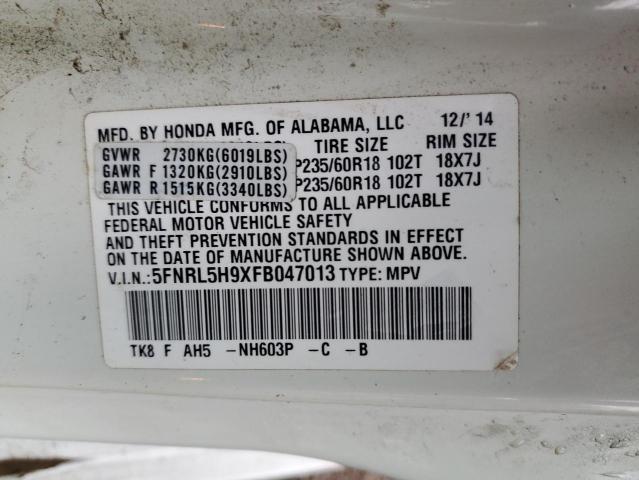 MFD. BY HONDA MFG. OF ALABAMA, LLC 12/'14
TIRE SIZE RIM SIZE
GVWR 2730KG(6019LBS)
GAWR F 1320KG(2910LBS) P235/60R18 102T 18X7J
GAWR R 1515KG(3340LBS) P235/60R18 102T 18X7J
THIS VEHICLE CONFORMS TO ALL APPLICABLE
FEDERAL MOTOR VEHICLE SAFETY
AND THEFT PREVENTION STANDARDS IN EFFECT
ON THE DATE OF MANUFACTURE SHOWN ABOVE.
V.I.N.: 5FNRL5H9XFB047013 TYPE: MPV
TK8 F AH5 -NH603P -C -B